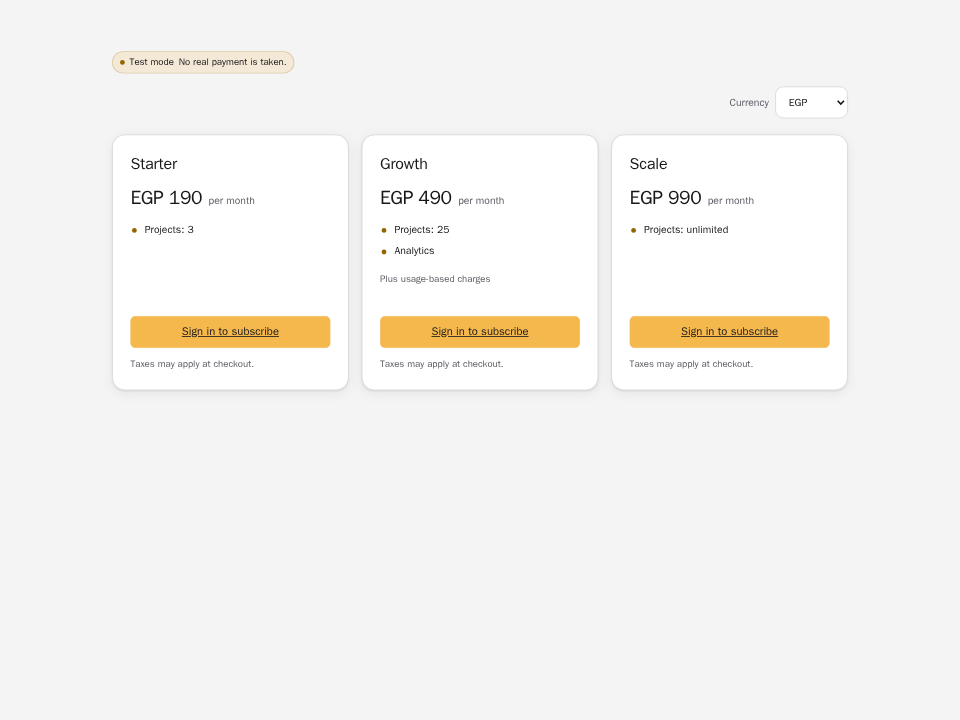 Test mode No real payment is taken.
Currency EGP
Starter
EGP 190 per month
Projects: 3
Sign in to subscribe
Taxes may apply at checkout.
Growth
EGP 490 per month
Projects: 25
Analytics
Plus usage-based charges
Sign in to subscribe
Taxes may apply at checkout.
Scale
EGP 990 per month
Projects: unlimited
Sign in to subscribe
Taxes may apply at checkout.